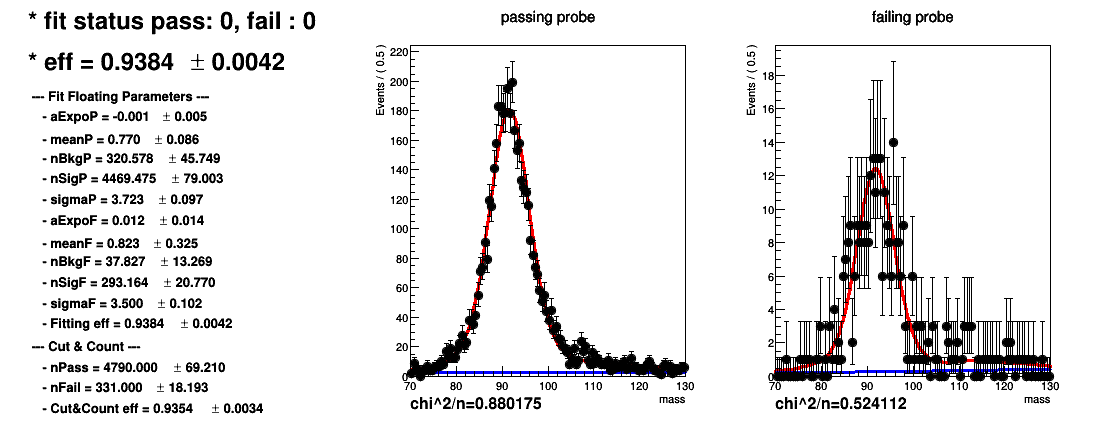 * fit status pass: 0, fail : 0
* eff = 0.9384 ± 0.0042
--- Fit Floating Parameters ---
- aExpoP = -0.001 ± 0.005
- meanP = 0.770 ± 0.086
- nBkgP = 320.578 ± 45.749
- nSigP = 4469.475 ± 79.003
- sigmaP = 3.723 ± 0.097
- aExpoF = 0.012 ± 0.014
- meanF = 0.823 ± 0.325
- nBkgF = 37.827 ± 13.269
- nSigF = 293.164 ± 20.770
- sigmaF = 3.500 ± 0.102
- Fitting eff = 0.9384 ± 0.0042
--- Cut & Count ---
- nPass = 4790.000 ± 69.210
- nFail = 331.000 ± 18.193
- Cut&Count eff = 0.9354 ± 0.0034
passing probe
Events / ( 0.5 )
220
200
180
160
140
120
100
80
60
40
20
0
70 80 90 100 110 120 130
mass
chi^2/n=0.880175
failing probe
Events / ( 0.5 )
18
16
14
12
10
8
6
4
2
0
70 80 90 100 110 120 130
mass
chi^2/n=0.524112